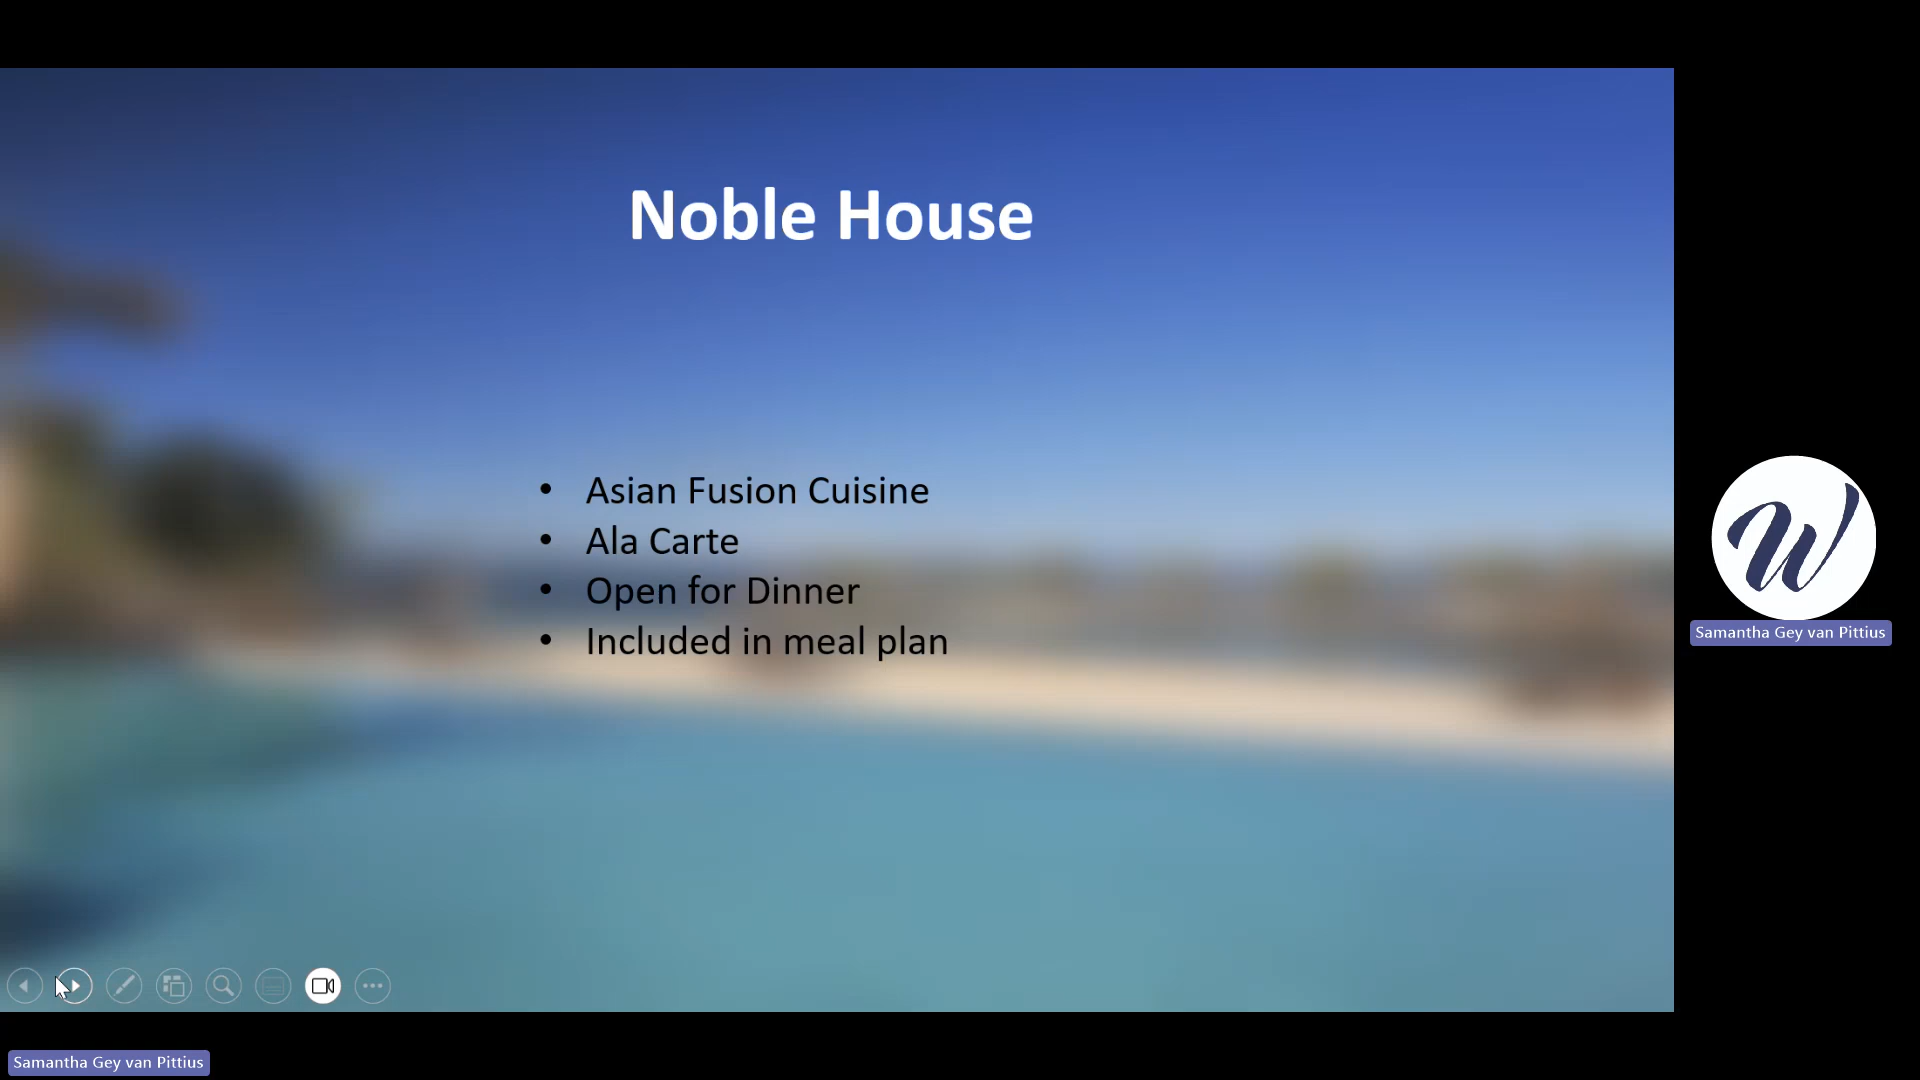 Noble House
• Asian Fusion Cuisine
• Ala Carte
• Open for Dinner
• Included in meal plan
W
Samantha Gey van Pittius
Samantha Gey van Pittius